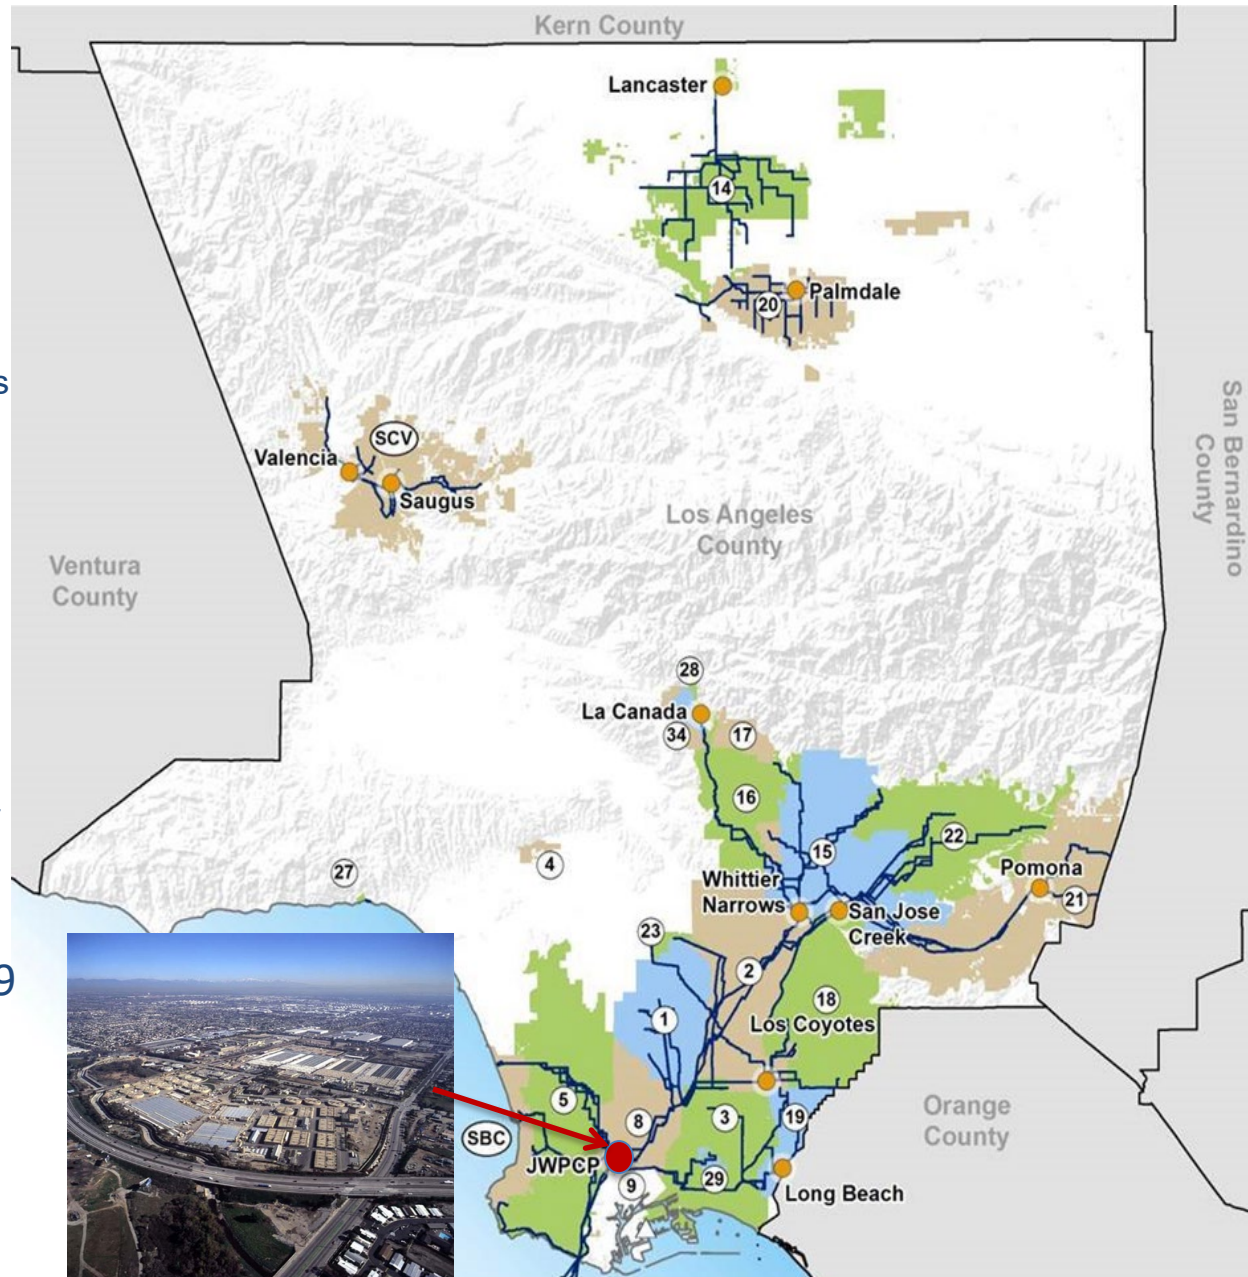 Kern County
Lancaster
14
Palmdale
20
s
San Bernardino
County
SCV
Valencia
Saugus
Los Angeles
County
Ventura
County
28
La Canada
34
17
16
15
22
4
27
Whittier
Narrows
Pomona
21
San Jose
Creek
23
2
9
18
1
Los Coyotes
5
8
3
19
Orange
County
SBC
JWPCP
9
29
Long Beach